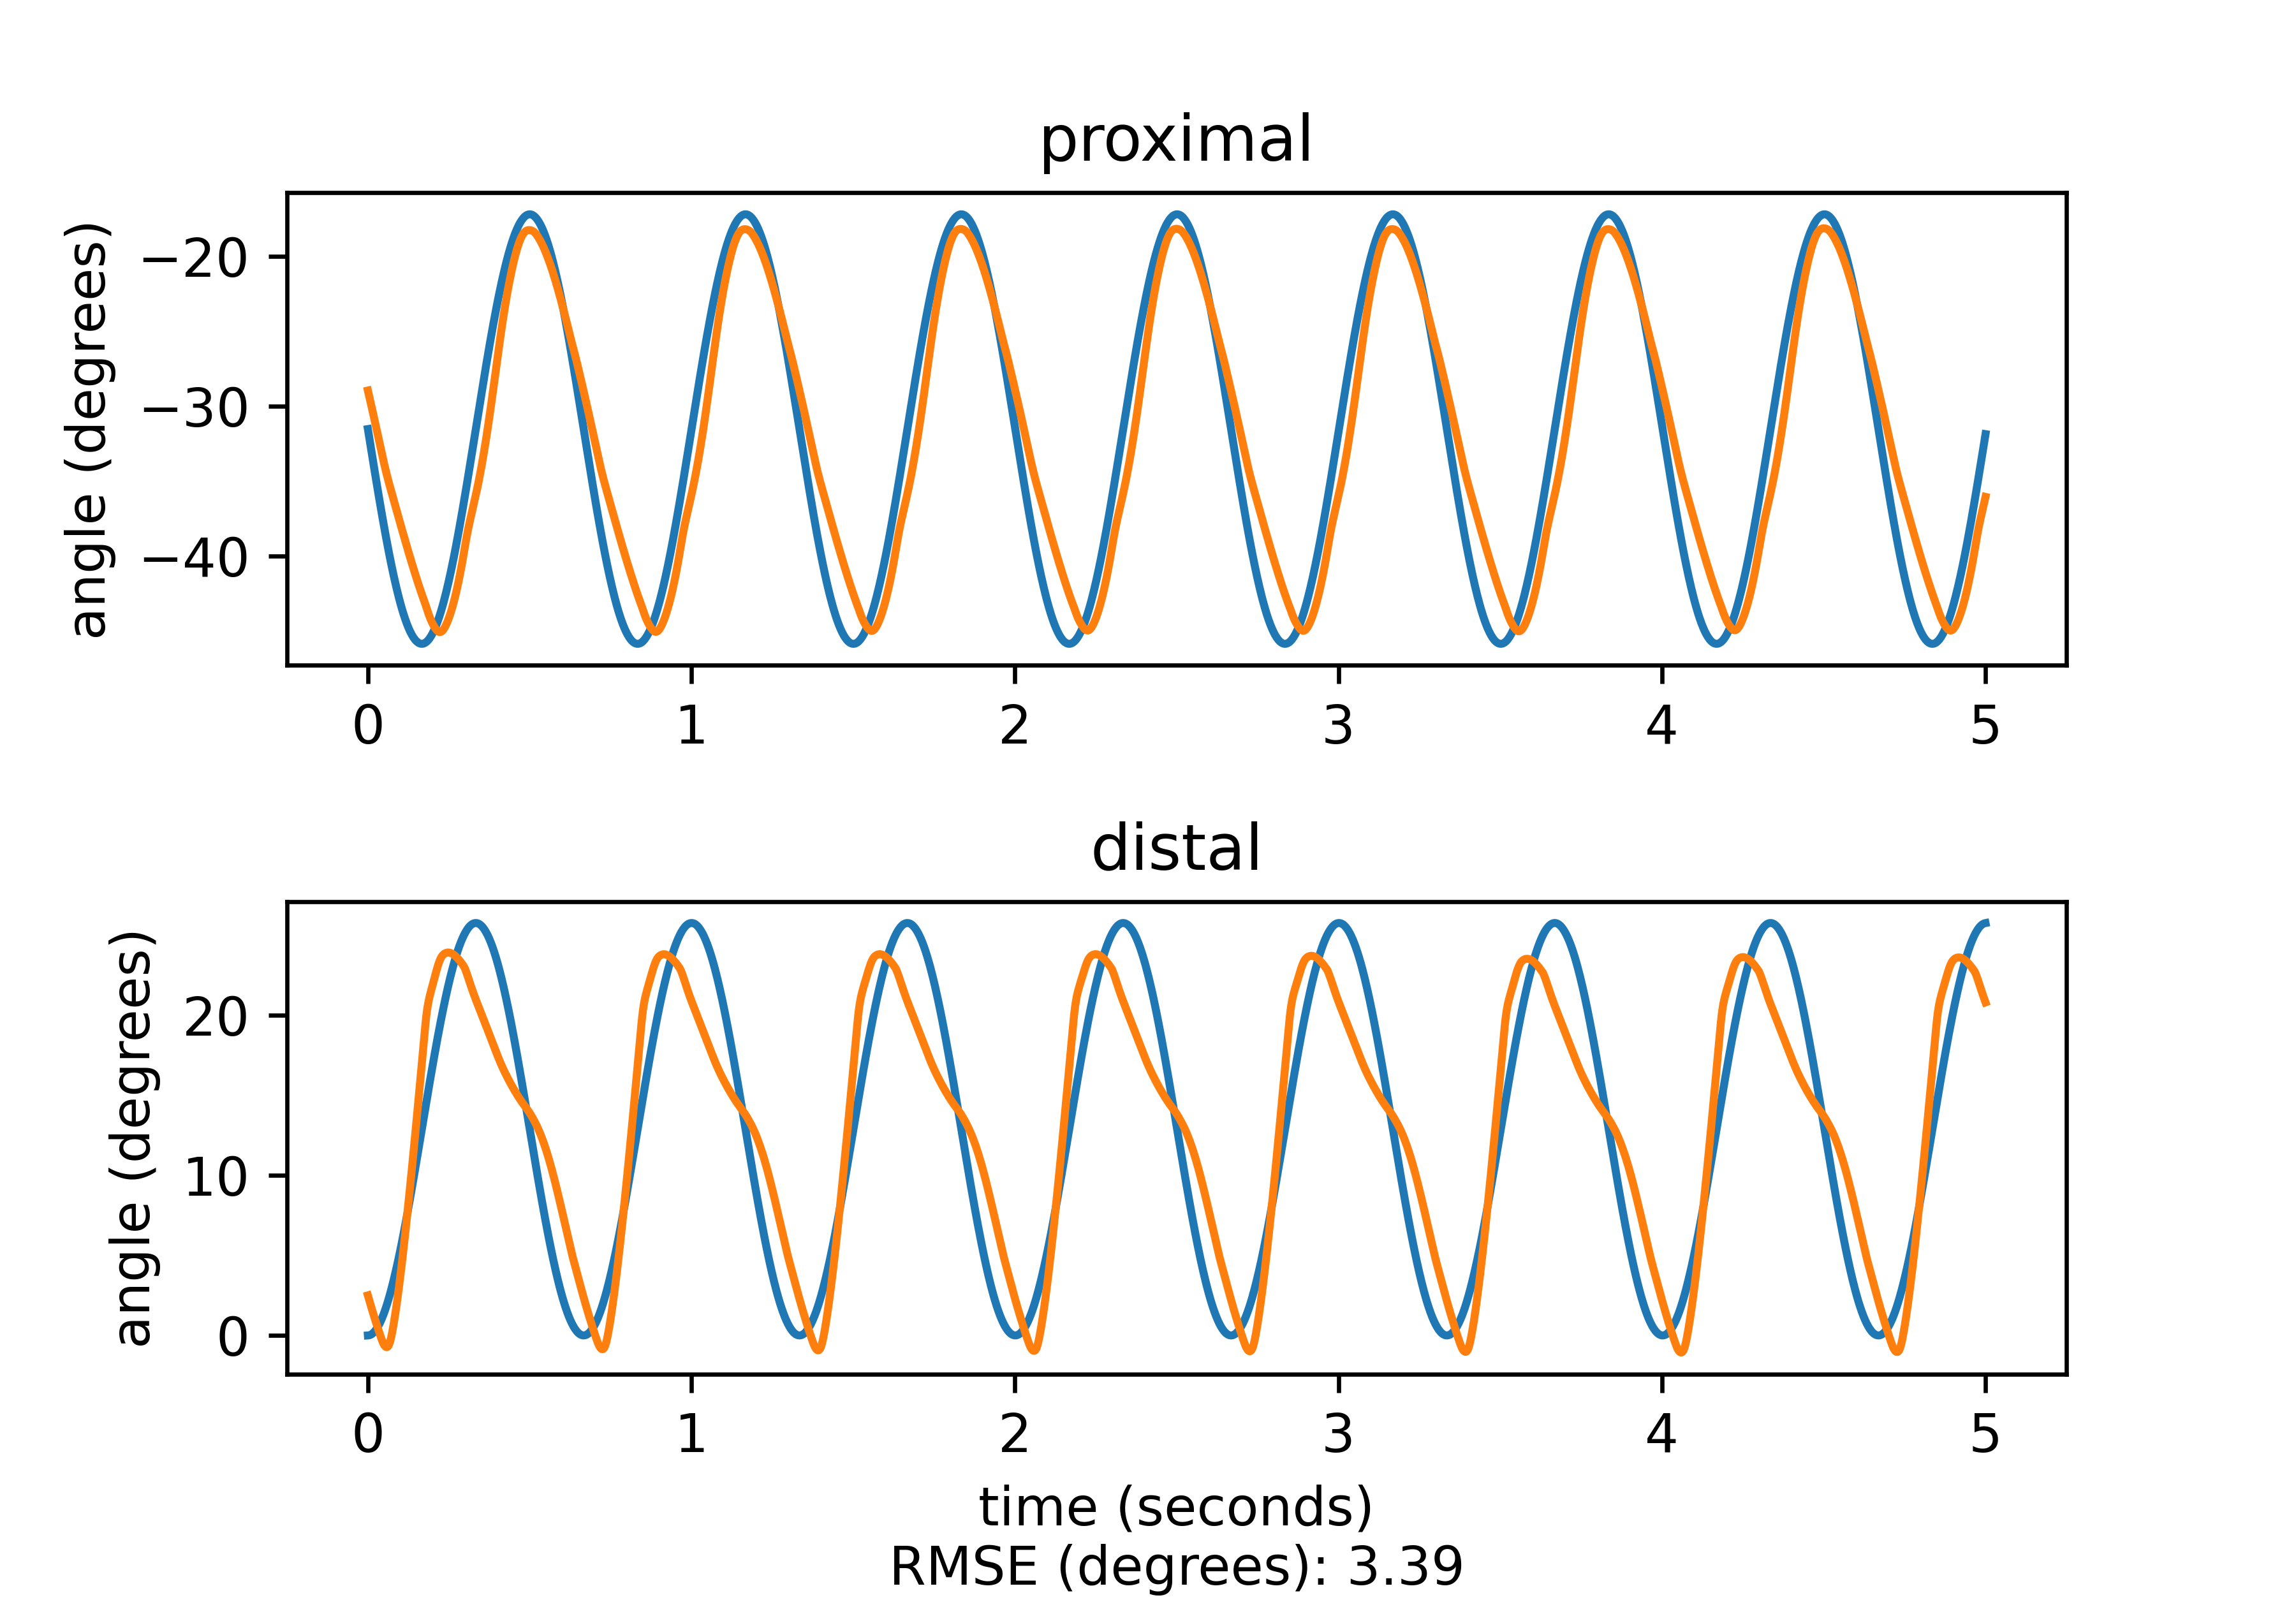 proximal
angle (degrees)
−20
−30
−40
0 1 2 3 4 5
distal
angle (degrees)
20
10
0
0 1 2 3 4 5
time (seconds)
RMSE (degrees): 3.39